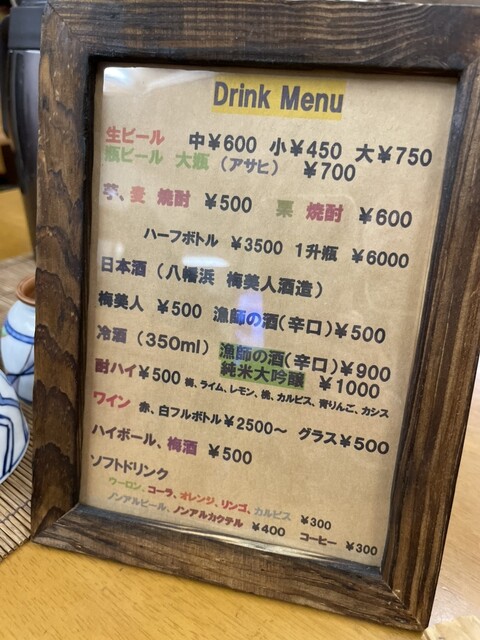 Drink Menu
生ビール 中¥600 小¥450 大¥750
瓶ビール 大瓶 (アサヒ) ¥700
芋、麦 焼酎 ¥500 栗 焼酎 ¥600
ハーフボトル ¥3500 1升瓶 ¥6000
日本酒 (八幡浜 梅美人酒造)
梅美人 ¥500 漁師の酒(辛口)¥500
冷酒 (350ml) 漁師の酒(辛口)¥900
純米大吟醸 ¥1000
酎ハイ¥500 梅、ライム、レモン、桃、カルピス、青りんご、カシス
ワイン 赤、白フルボトル¥2500〜 グラス¥500
ハイボール、梅酒 ¥500
ソフトドリンク
ウーロン、コーラ、オレンジ、リンゴ、カルピス ¥300
ノンアルビール、ノンアルカクテル ¥400 コーヒー ¥300